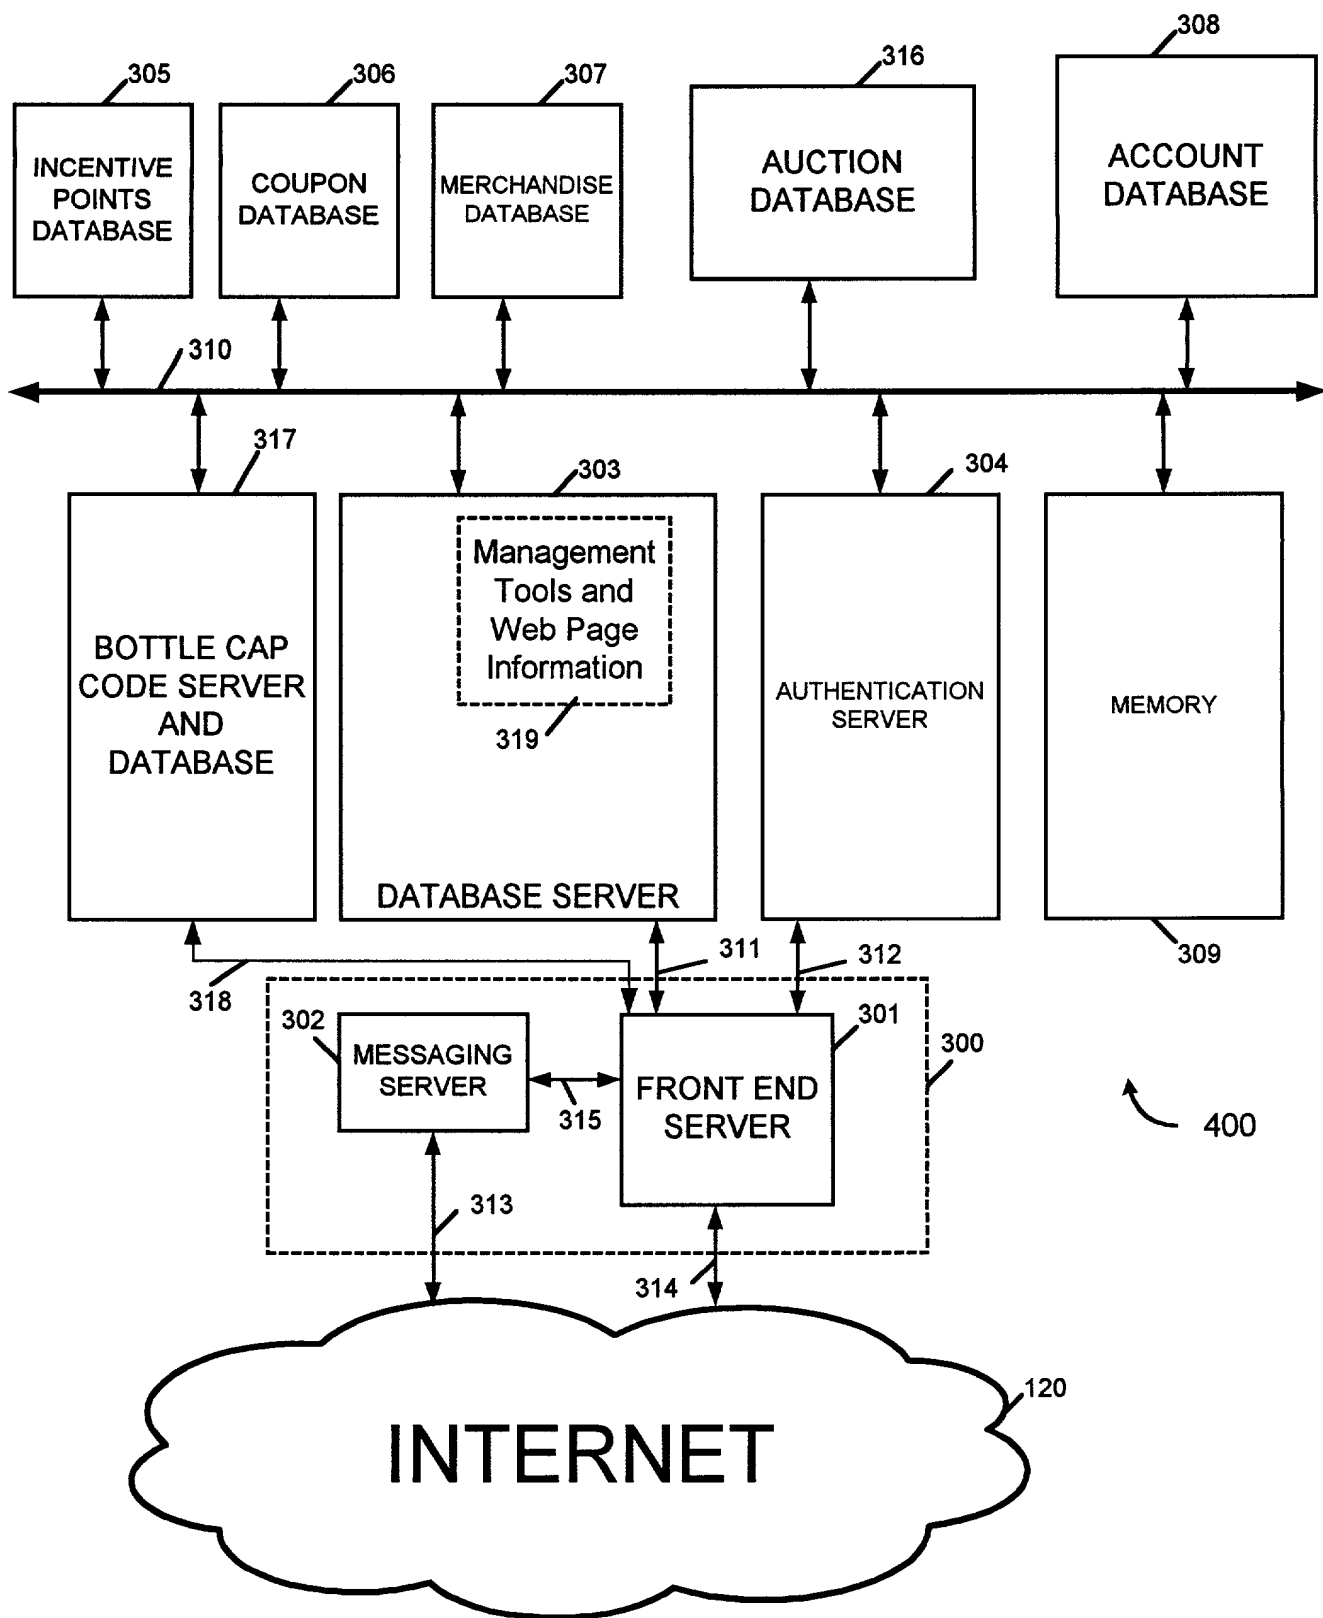 308
316
305
306
307
INCENTIVE
POINTS
DATABASE
COUPON
DATABASE
MERCHANDISE
DATABASE
AUCTION
DATABASE
ACCOUNT
DATABASE
310
317
303
304
Management
Tools and
Web Page
Information
319
BOTTLE CAP
CODE SERVER
AND
DATABASE
DATABASE SERVER
AUTHENTICATION
SERVER
MEMORY
309
318
311
312
302
301
300
MESSAGING
SERVER
315
FRONT END
SERVER
400
313
314
120
INTERNET